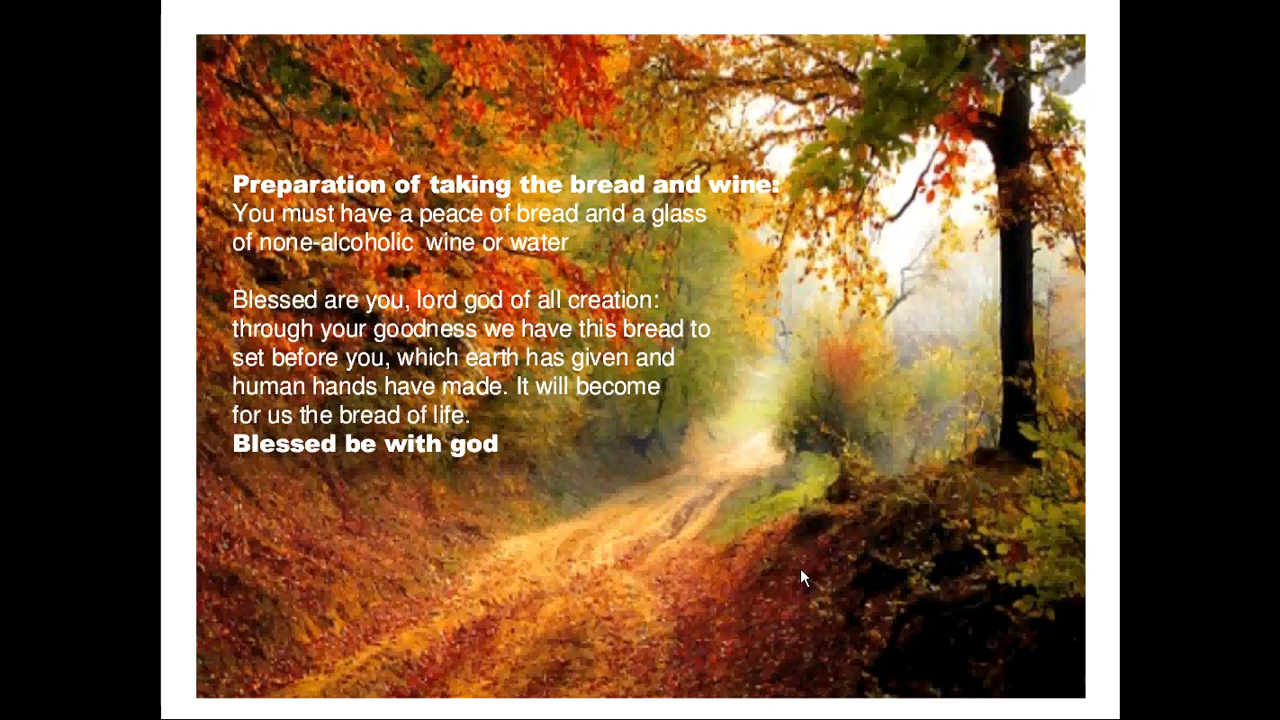 Preparation of taking the bread and wine:
You must have a peace of bread and a glass
of none-alcoholic  wine or water
Blessed are you, lord god of all creation:
through your goodness we have this bread to
set before you, which earth has given and
human hands have made. It will become
for us the bread of life.
Blessed be with god